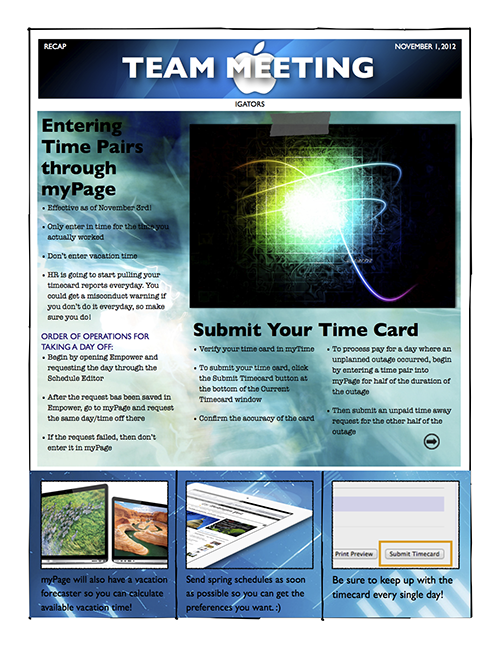 RECAP
NOVEMBER 1, 2012
TEAM MEETING
IGATORS
Entering
Time Pairs
through
myPage
• Effective as of November 3rd!
• Only enter in time for the time you
actually worked
• Don't enter vacation time
• HR is going to start pulling your
timecard reports everyday. You
could get a misconduct warning if
you don't do it everyday, so make
sure you do!
ORDER OF OPERATIONS FOR
TAKING A DAY OFF:
• Begin by opening Empower and
requesting the day through the
Schedule Editor
• After the request has been saved in
Empower, go to myPage and request
the same day/time off there
• If the request failed, then don't
enter it in myPage
Submit Your Time Card
• Verify your time card in myTime
• To submit your time card, click
the Submit Timecard button at
the bottom of the Current
Timecard window
• Confirm the accuracy of the card
• To process pay for a day where an
unplanned outage occurred, begin
by entering a time pair into
myPage for half of the duration of
the outage
• Then submit an unpaid time away
request for the other half of the
outage
myPage will also have a vacation
forecaster so you can calculate
available vacation time!
Send spring schedules as soon
as possible so you can get the
preferences you want. :)
Print Preview
Submit Timecard
Be sure to keep up with the
timecard every single day!